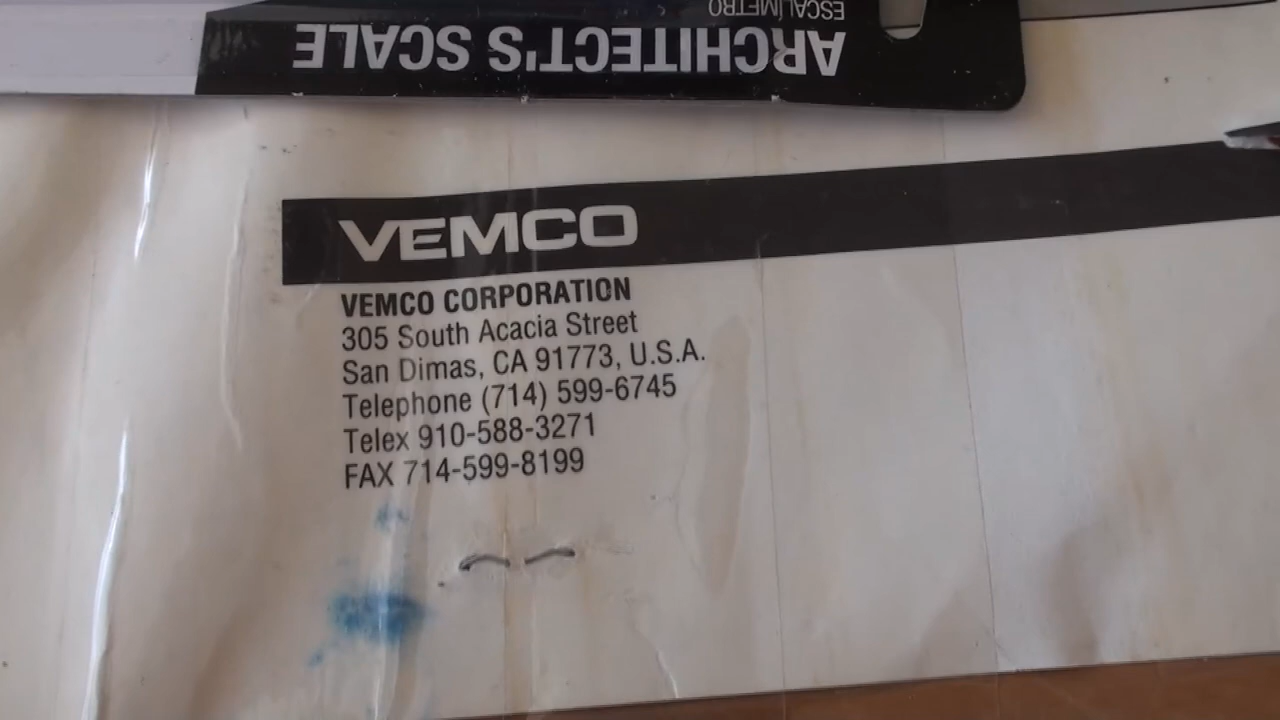 ESCALÍMETRO
ARCHITECT'S SCALE
VEMCO
VEMCO CORPORATION
305 South Acacia Street
San Dimas, CA 91773, U.S.A.
Telephone (714) 599-6745
Telex 910-588-3271
FAX 714-599-8199